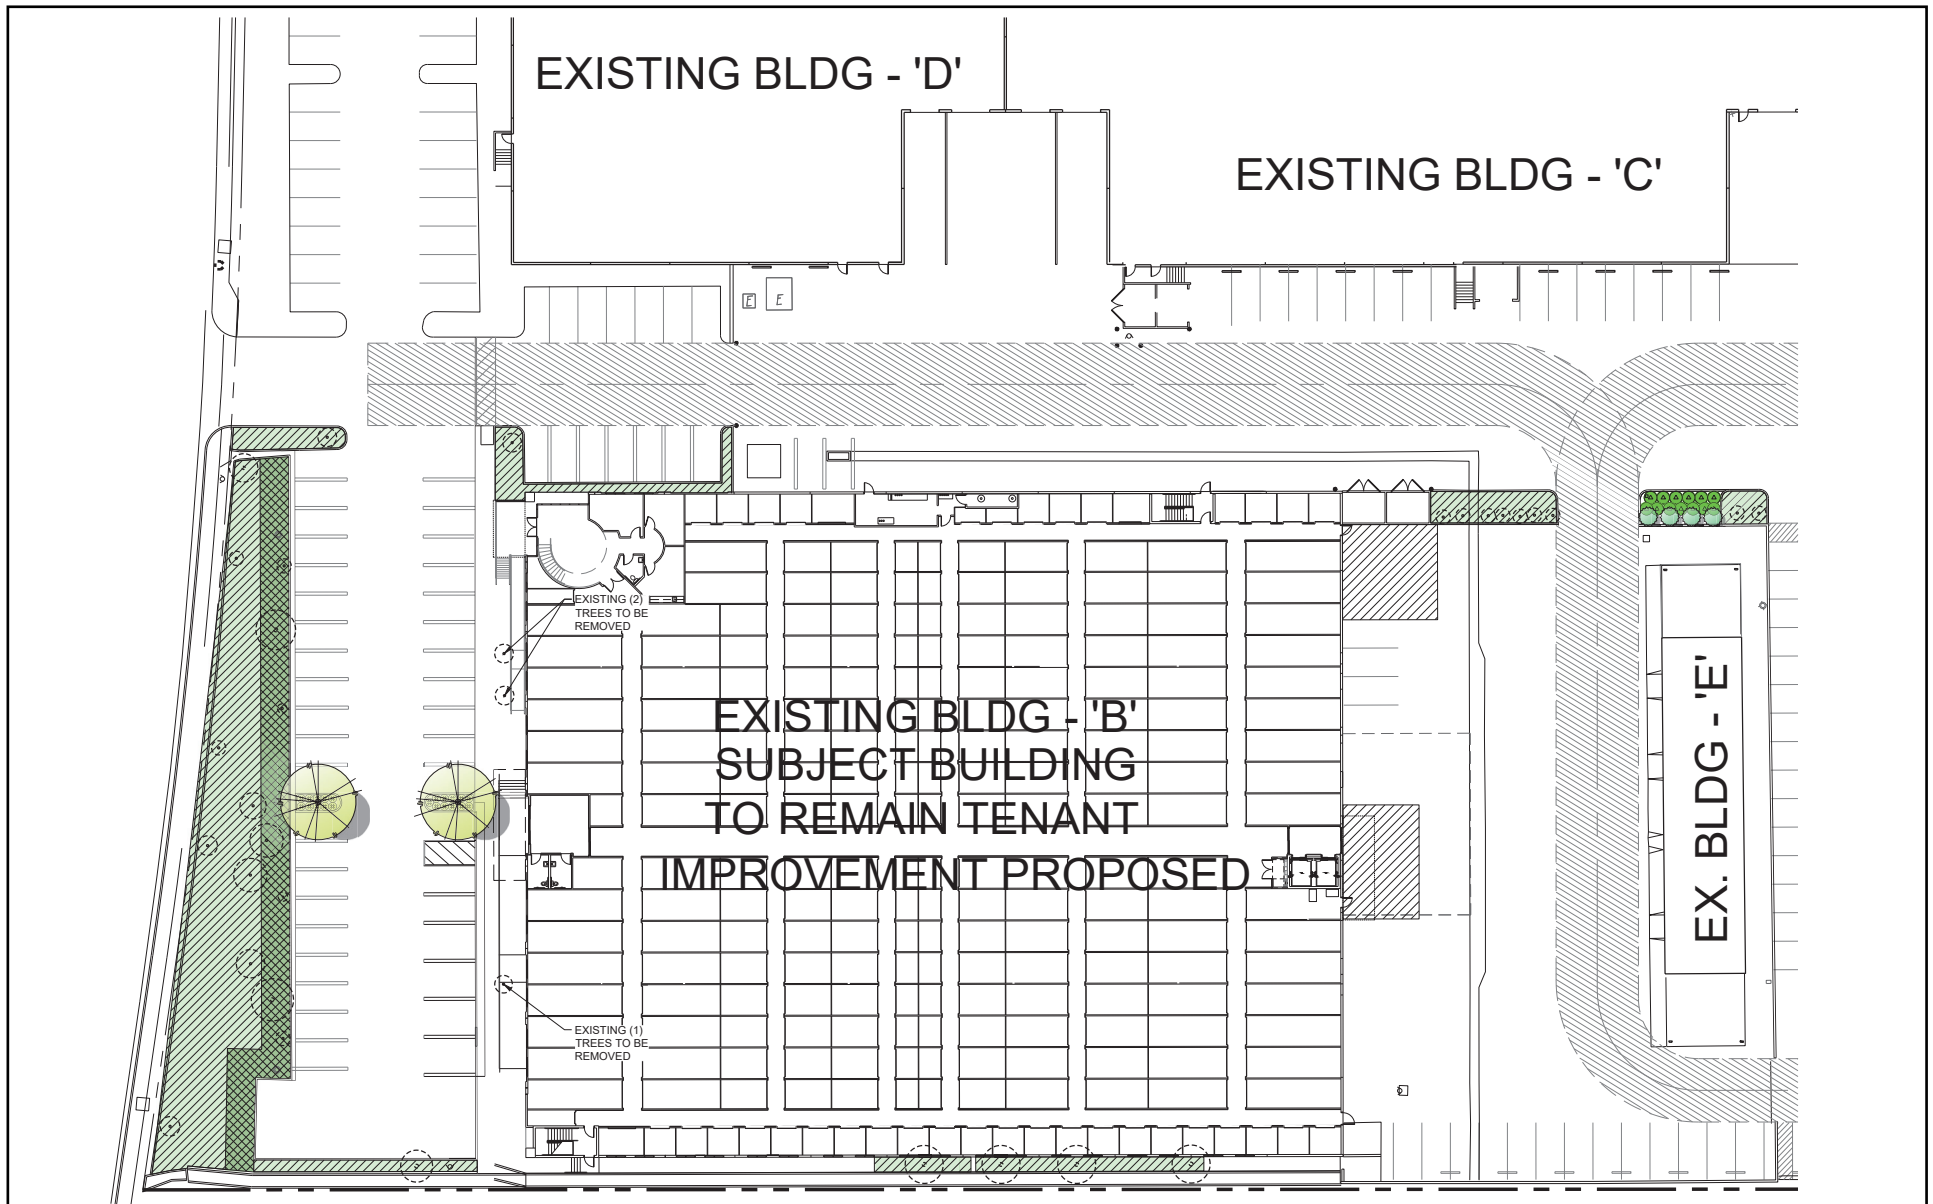 EXISTING BLDG - 'D'
EXISTING BLDG - 'C'
E
E
EXISTING (2)
TREES TO BE
REMOVED
EXISTING BLDG - 'B'
SUBJECT BUILDING
TO REMAIN TENANT
IMPROVEMENT PROPOSED
EX. BLDG - 'E'
EXISTING (1)
TREES TO BE
REMOVED